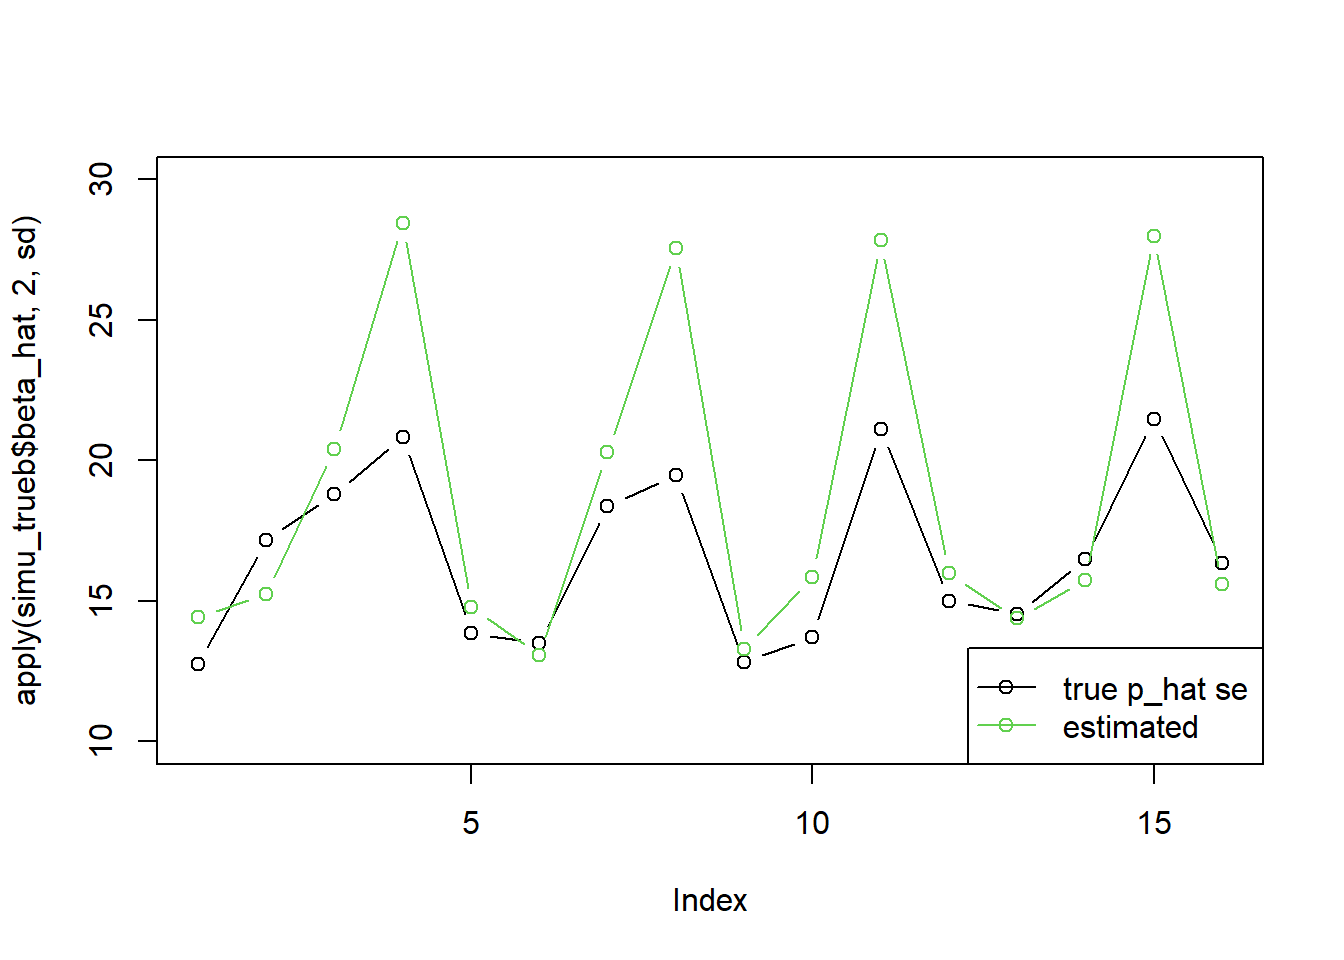 apply(simu_trueb$beta_hat, 2, sd)
30
25
20
15
10
5
10
15
Index
true p_hat se
estimated